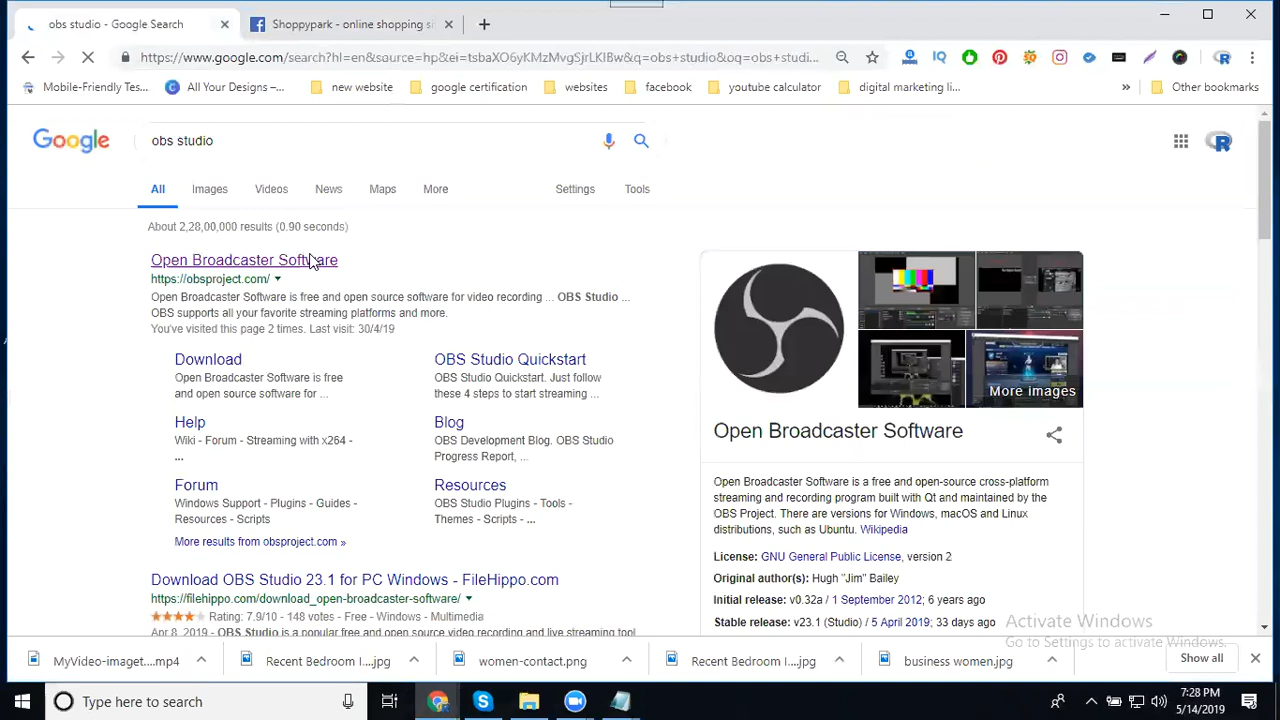 obs studio - Google Search
Shoppypark - online shopping si
https://www.google.com/search?hl=en&source=hp&ei=tsbaXO6yKMzMvgSjrLKIBw&q=obs+studio&oq=obs+studi...
Mobile-Friendly Tes...
All Your Designs –...
new website
google certification
websites
facebook
youtube calculator
digital marketing li...
»
Other bookmarks
Google
obs studio
All
Images
Videos
News
Maps
More
Settings
Tools
About 2,28,00,000 results (0.90 seconds)
Open Broadcaster Software
https://obsproject.com/
Open Broadcaster Software is free and open source software for video recording ... OBS Studio ...
OBS supports all your favorite streaming platforms and more.
You've visited this page 2 times. Last visit: 30/4/19
Download
Open Broadcaster Software is free
and open source software for ...
OBS Studio Quickstart
OBS Studio Quickstart. Just follow
these 4 steps to start streaming ...
Help
Wiki - Forum - Streaming with x264 -
...
Blog
OBS Development Blog. OBS Studio
Progress Report, ...
Forum
Windows Support - Plugins - Guides -
Resources - Scripts
Resources
OBS Studio Plugins - Tools -
Themes - Scripts - ...
More results from obsproject.com »
Download OBS Studio 23.1 for PC Windows - FileHippo.com
https://filehippo.com/download_open-broadcaster-software/
Rating: 7.9/10 - 148 votes - Free - Windows - Multimedia
Apr 8, 2019 - OBS Studio is a popular free and open source video recording and live streaming tool
More images
Open Broadcaster Software
Open Broadcaster Software is a free and open-source cross-platform
streaming and recording program built with Qt and maintained by the
OBS Project. There are versions for Windows, macOS and Linux
distributions, such as Ubuntu. Wikipedia
License: GNU General Public License, version 2
Original author(s): Hugh "Jim" Bailey
Initial release: v0.32a / 1 September 2012; 6 years ago
Stable release: v23.1 (Studio) / 5 April 2019; 33 days ago
Activate Windows
Go to Settings to activate Windows.
MyVideo-imaget....mp4
Recent Bedroom I....jpg
women-contact.png
Recent Bedroom I....jpg
business women.jpg
Show all
Type here to search
7:28 PM
5/14/2019